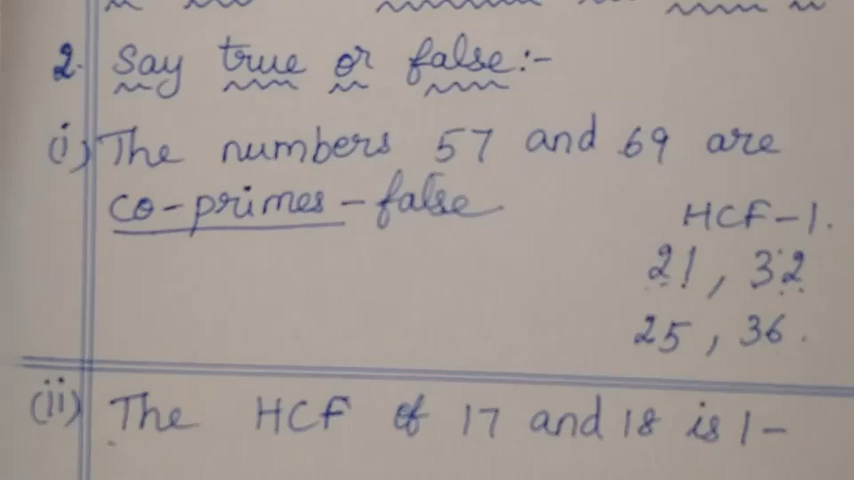 2. Say true or false:-
(i) The numbers 57 and 69 are
co-primes - false
HCF-1.
21, 32
25, 36.
(ii) The HCF of 17 and 18 is 1-